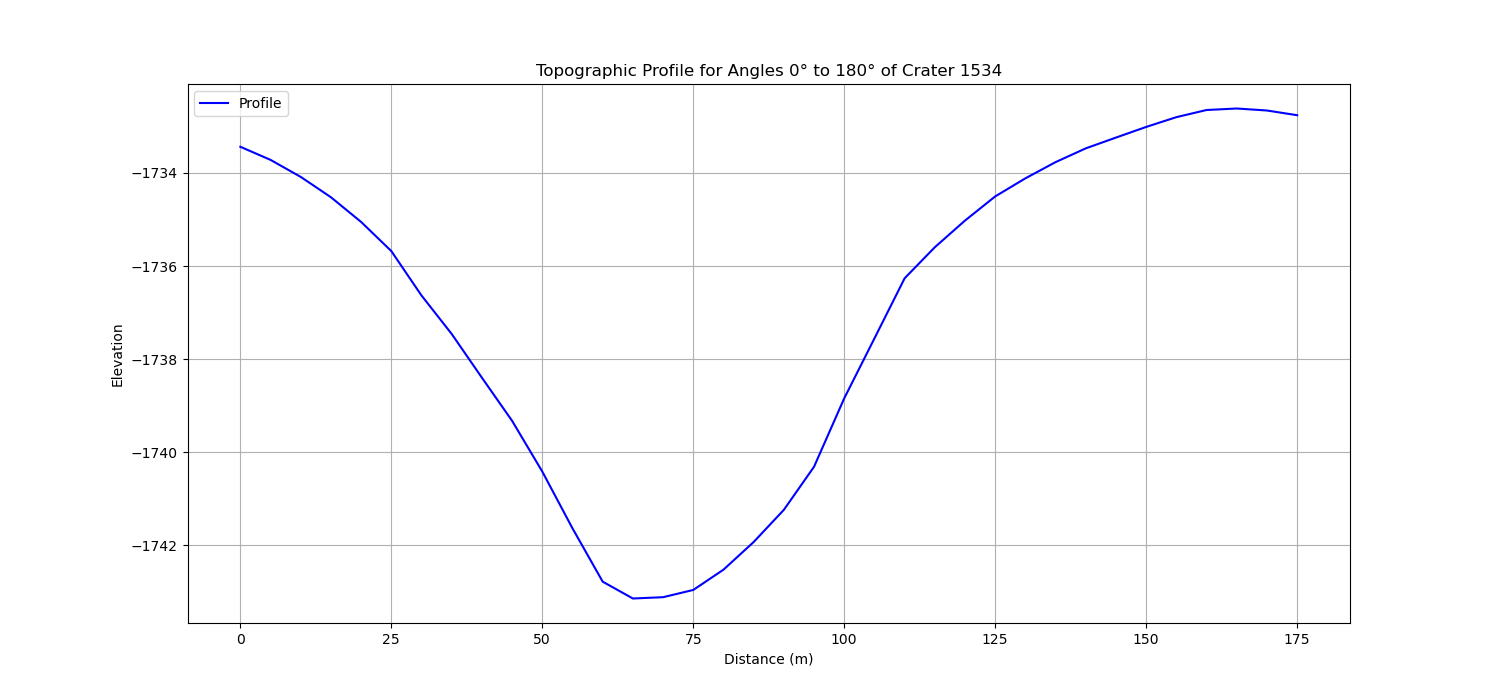 Topographic Profile for Angles 0° to 180° of Crater 1534
Profile
−1734
−1736
−1738
−1740
−1742
Elevation
0 25 50 75 100 125 150 175
Distance (m)